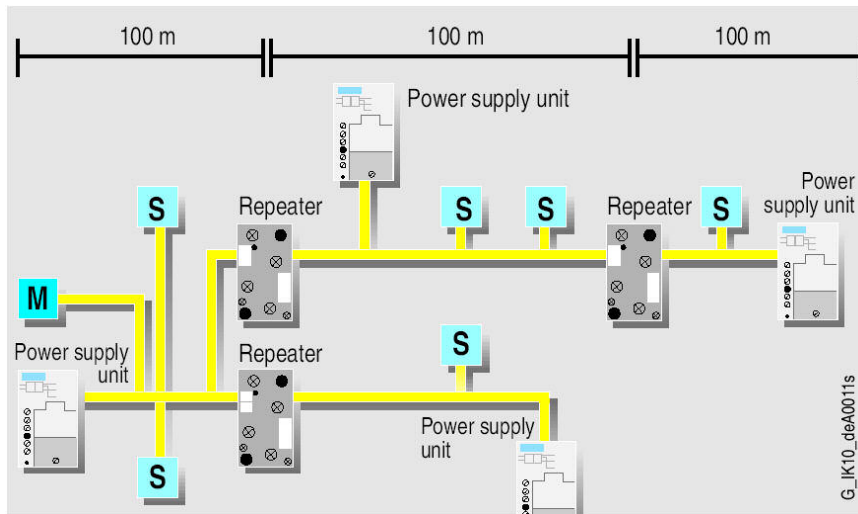 100 m
100 m
100 m
Power supply unit
S
Repeater
S
S
Repeater
S
Power
supply unit
M
Power supply
unit
Repeater
S
Power supply
unit
S
G_IK10_deA0011s